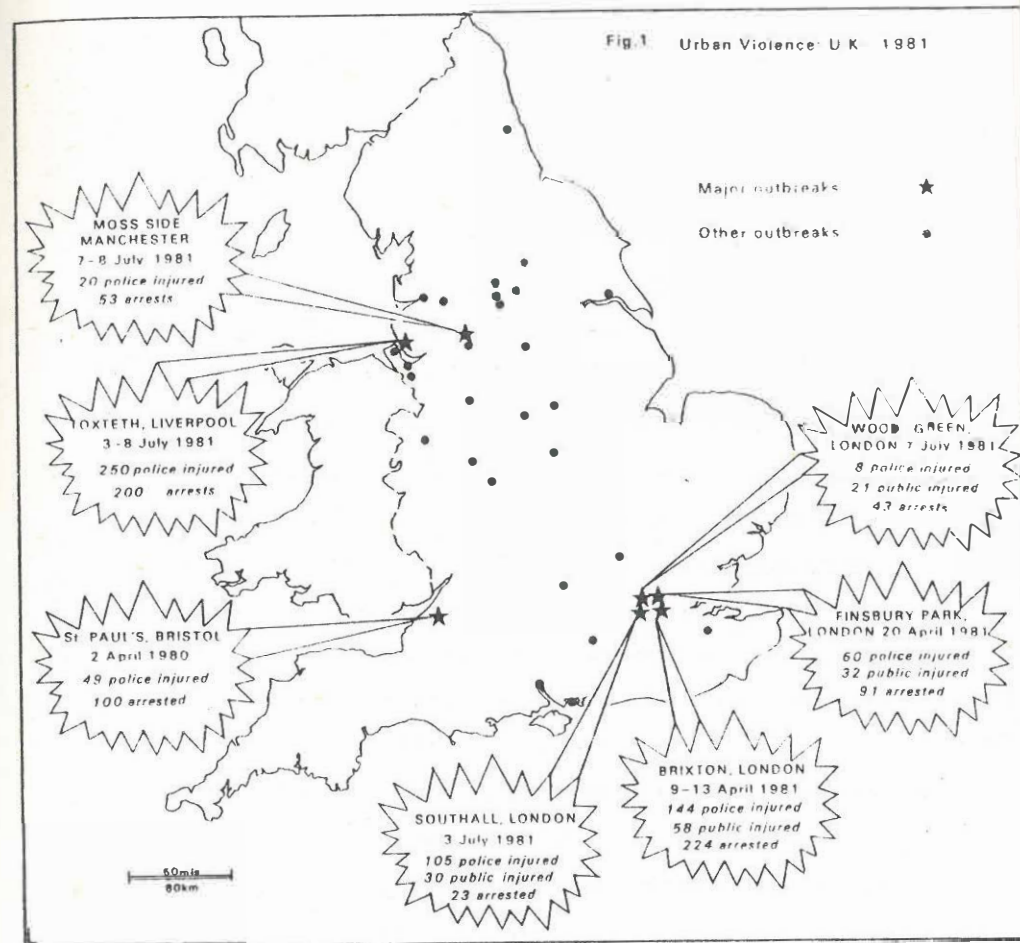 Fig.1 Urban Violence: U K 1981
Major outbreaks
Other outbreaks
MOSS SIDE
MANCHESTER
7-8 July 1981
20 police injured
53 arrests
TOXTETH, LIVERPOOL
3-8 July 1981
250 police injured
200 arrests
St. PAUL'S, BRISTOL
2 April 1980
49 police injured
100 arrested
WOOD GREEN,
LONDON 7 July 1981
8 police injured
21 public injured
43 arrests
FINSBURY PARK,
LONDON 20 April 1981
60 police injured
32 public injured
91 arrested
BRIXTON, LONDON
9-13 April 1981
144 police injured
58 public injured
224 arrested
SOUTHALL, LONDON
3 July 1981
105 police injured
30 public injured
23 arrested
50mls
80km